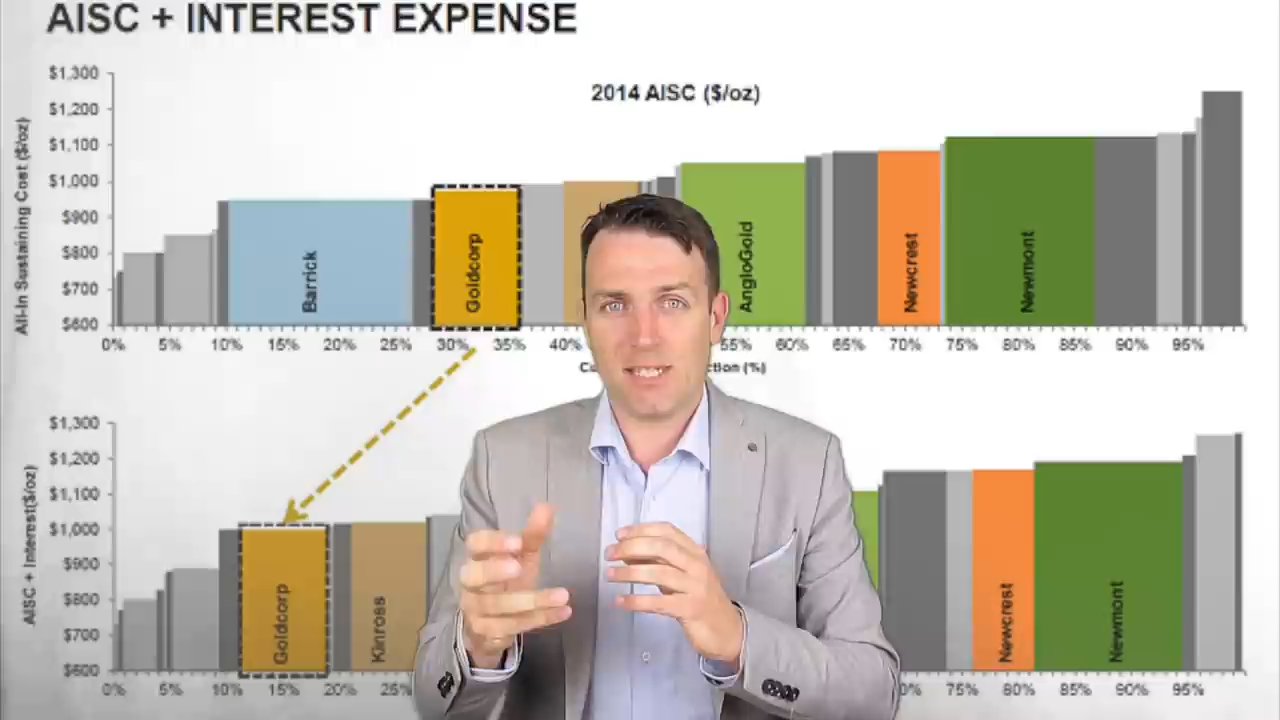 AISC + INTEREST EXPENSE
2014 AISC ($/oz)
All-In Sustaining Cost ($/oz)
$1,300
$1,200
$1,100
$1,000
$900
$800
$700
$600
Barrick
Goldcorp
AngloGold
Newcrest
Newmont
0% 5% 10% 15% 20% 25% 30% 35% 40% 55% 60% 65% 70% 75% 80% 85% 90% 95%
(%)
AISC + Interest($/oz)
$1,300
$1,200
$1,100
$1,000
$900
$800
$700
$600
Goldcorp
Kinross
Newcrest
Newmont
0% 5% 10% 15% 20% 25% 75% 80% 85% 90% 95%